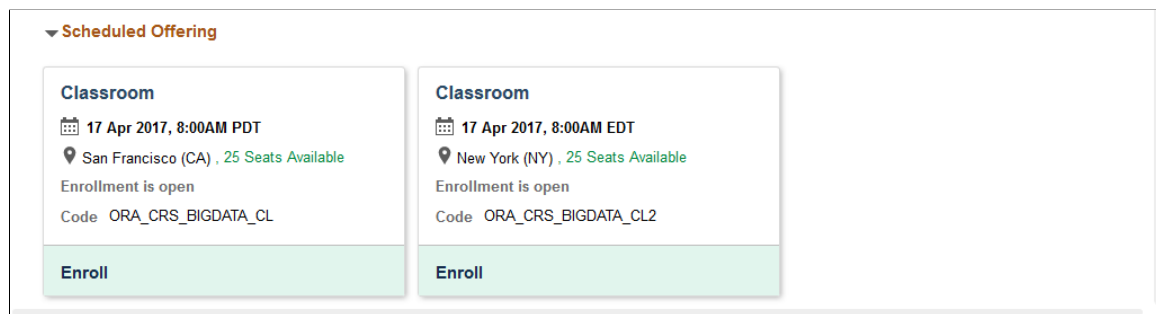 Scheduled Offering
Classroom
17 Apr 2017, 8:00AM PDT
San Francisco (CA) , 25 Seats Available
Enrollment is open
Code ORA_CRS_BIGDATA_CL
Enroll
Classroom
17 Apr 2017, 8:00AM EDT
New York (NY) , 25 Seats Available
Enrollment is open
Code ORA_CRS_BIGDATA_CL2
Enroll